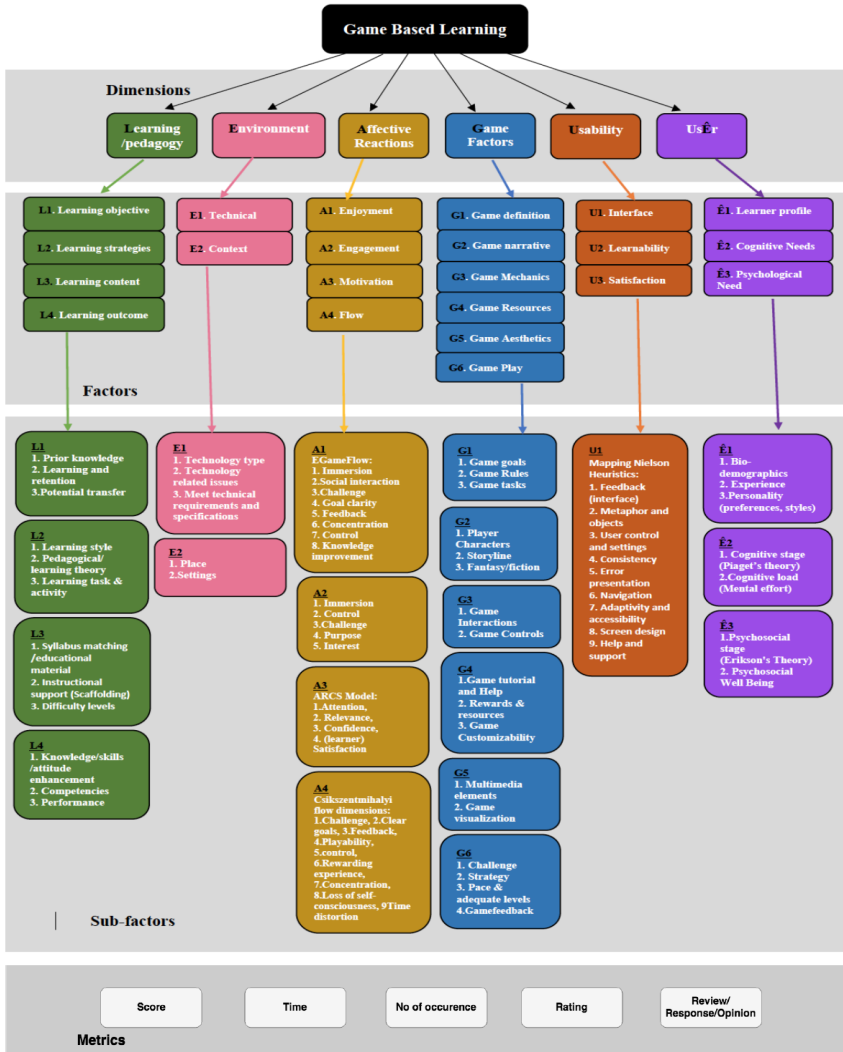 Game Based Learning
Dimensions
Learning
/pedagogy
Environment
Affective
Reactions
Game
Factors
Usability
UsÊr
L1. Learning objective
L2. Learning strategies
L3. Learning content
L4. Learning outcome
E1. Technical
E2. Context
A1. Enjoyment
A2. Engagement
A3. Motivation
A4. Flow
G1. Game definition
G2. Game narrative
G3. Game Mechanics
G4. Game Resources
G5. Game Aesthetics
G6. Game Play
U1. Interface
U2. Learnability
U3. Satisfaction
Ê1. Learner profile
Ê2. Cognitive Needs
Ê3. Psychological
Need
Factors
L1
1. Prior knowledge
2. Learning and
retention
3.Potential transfer
L2
1. Learning style
2. Pedagogical/
learning theory
3. Learning task &
activity
L3
1. Syllabus matching
/educational
material
2. Instructional
support (Scaffolding)
3. Difficulty levels
L4
1. Knowledge/skills
/attitude
enhancement
2. Competencies
3. Performance
E1
1. Technology type
2. Technology
related issues
3. Meet technical
requirements and
specifications
E2
1. Place
2.Settings
A1
EGameFlow:
1. Immersion
2.Social interaction
3.Challenge
4. Goal clarity
5. Feedback
6. Concentration
7. Control
8. Knowledge
improvement
A2
1. Immersion
2. Control
3.Challenge
4. Purpose
5. Interest
A3
ARCS Model:
1.Attention,
2. Relevance,
3. Confidence,
4. (learner)
Satisfaction
A4
Csikszentmihalyi
flow dimensions:
1.Challenge, 2.Clear
goals, 3.Feedback,
4.Playability,
5.control,
6.Rewarding
experience,
7.Concentration,
8.Loss of self-
consciousness, 9Time
distortion
G1
1. Game goals
2. Game Rules
3. Game tasks
G2
1. Player
Characters
2. Storyline
3. Fantasy/fiction
G3
1. Game
Interactions
2. Game Controls
G4
1.Game tutorial
and Help
2. Rewards &
resources
3. Game
Customizability
G5
1. Multimedia
elements
2. Game
visualization
G6
1. Challenge
2. Strategy
3. Pace &
adequate levels
4.Gamefeedback
U1
Mapping Nielson
Heuristics:
1. Feedback
(interface)
2. Metaphor and
objects
3. User control
and settings
4. Consistency
5. Error
presentation
6. Navigation
7. Adaptivity and
accessibility
8. Screen design
9. Help and
support
Ê1
1. Bio-
demographics
2. Experience
3.Personality
(preferences, styles)
Ê2
1. Cognitive stage
(Piaget's theory)
2.Cognitive load
(Mental effort)
Ê3
1.Psychosocial
stage
(Erikson's Theory)
2. Psychosocial
Well Being
Sub-factors
Score
Time
No of occurence
Rating
Review/
Response/Opinion
Metrics